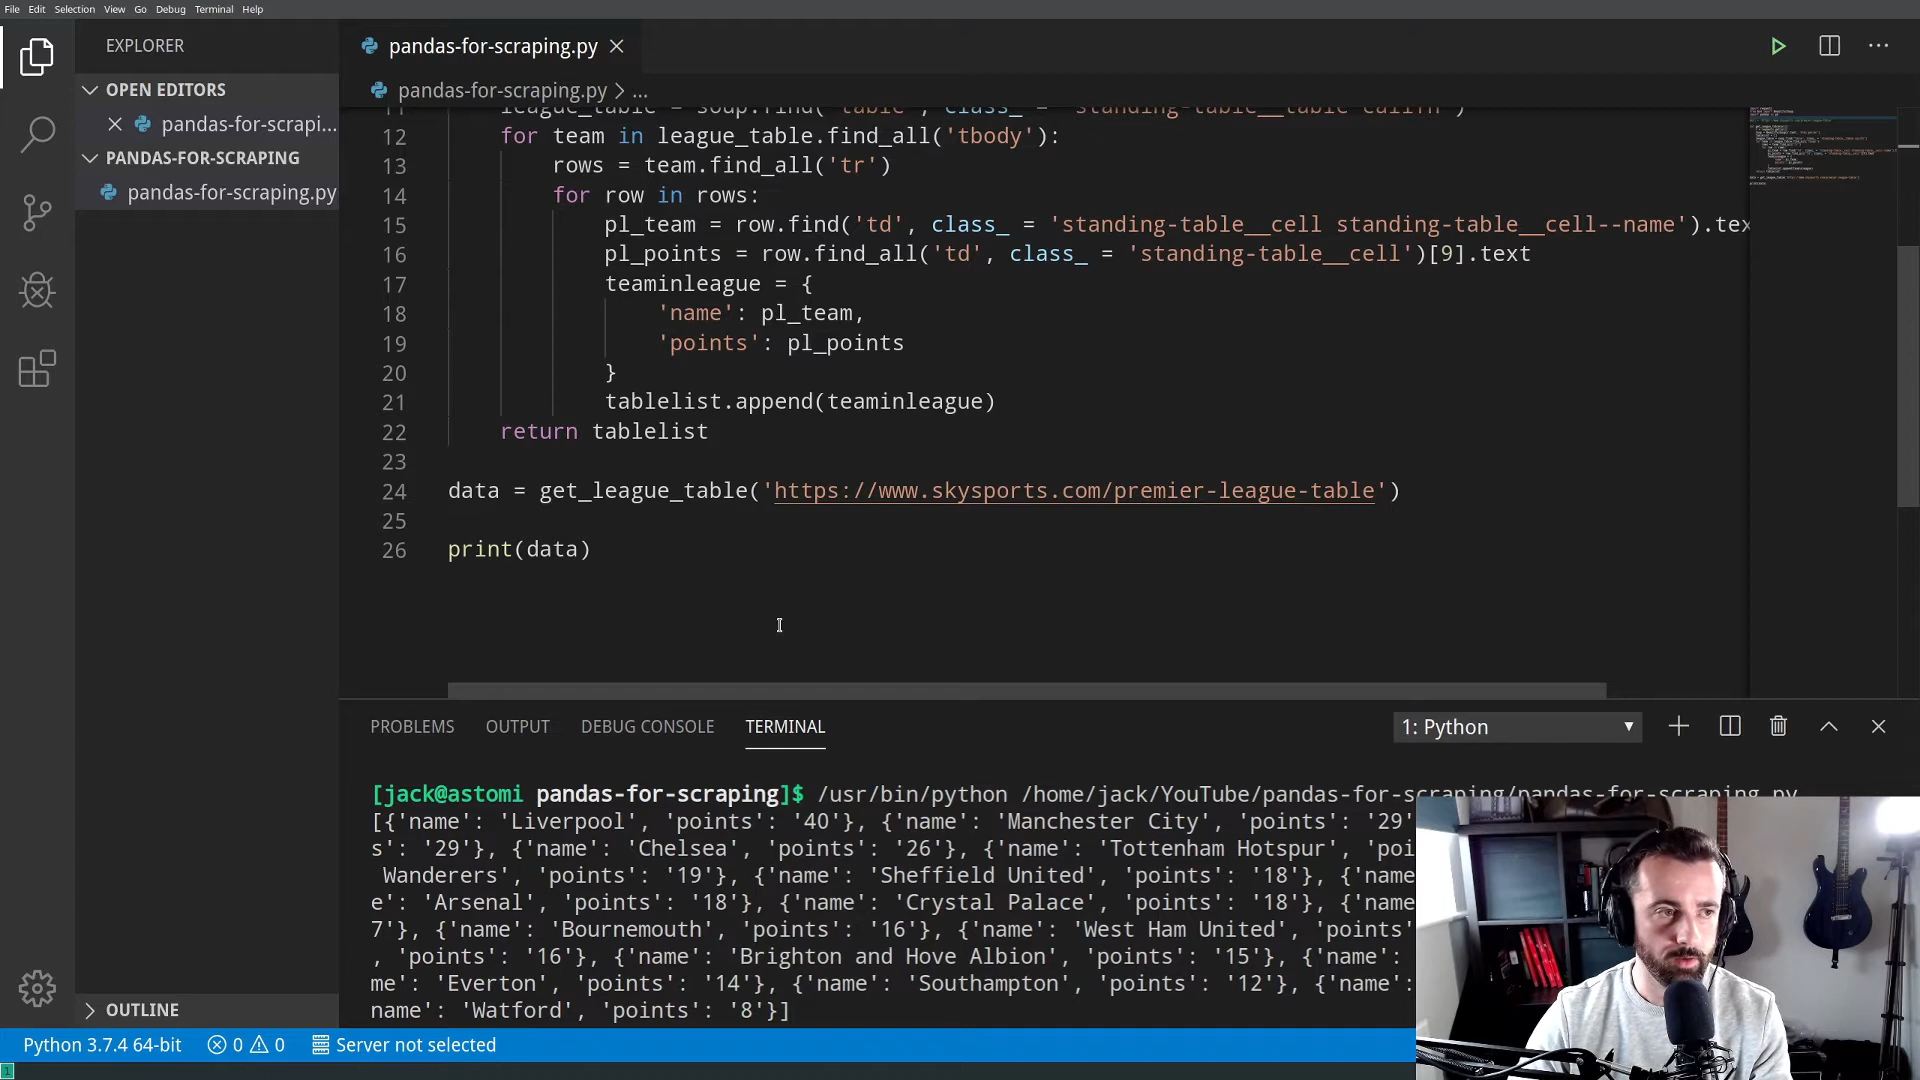 File Edit Selection View Go Debug Terminal Help
EXPLORER
OPEN EDITORS
pandas-for-scrapi...
PANDAS-FOR-SCRAPING
pandas-for-scraping.py
OUTLINE
pandas-for-scraping.py
pandas-for-scraping.py > ...
11 league_table = soup.find('table', class_ = 'standing-table__table callfn')
12 for team in league_table.find_all('tbody'):
13 rows = team.find_all('tr')
14 for row in rows:
15 pl_team = row.find('td', class_ = 'standing-table__cell standing-table__cell--name').tex
16 pl_points = row.find_all('td', class_ = 'standing-table__cell')[9].text
17 teaminleague = {
18 'name': pl_team,
19 'points': pl_points
20 }
21 tablelist.append(teaminleague)
22 return tablelist
23
24 data = get_league_table('https://www.skysports.com/premier-league-table')
25
26 print(data)
PROBLEMS OUTPUT DEBUG CONSOLE TERMINAL 1: Python
[jack@astomi pandas-for-scraping]$ /usr/bin/python /home/jack/YouTube/pandas-for-scraping/pandas-for-scraping.py
[{'name': 'Liverpool', 'points': '40'}, {'name': 'Manchester City', 'points': '29'
s': '29'}, {'name': 'Chelsea', 'points': '26'}, {'name': 'Tottenham Hotspur', 'poi
Wanderers', 'points': '19'}, {'name': 'Sheffield United', 'points': '18'}, {'name
e': 'Arsenal', 'points': '18'}, {'name': 'Crystal Palace', 'points': '18'}, {'name
7'}, {'name': 'Bournemouth', 'points': '16'}, {'name': 'West Ham United', 'points'
, 'points': '16'}, {'name': 'Brighton and Hove Albion', 'points': '15'}, {'name':
me': 'Everton', 'points': '14'}, {'name': 'Southampton', 'points': '12'}, {'name':
name': 'Watford', 'points': '8'}]
Python 3.7.4 64-bit 0 0 Server not selected
1